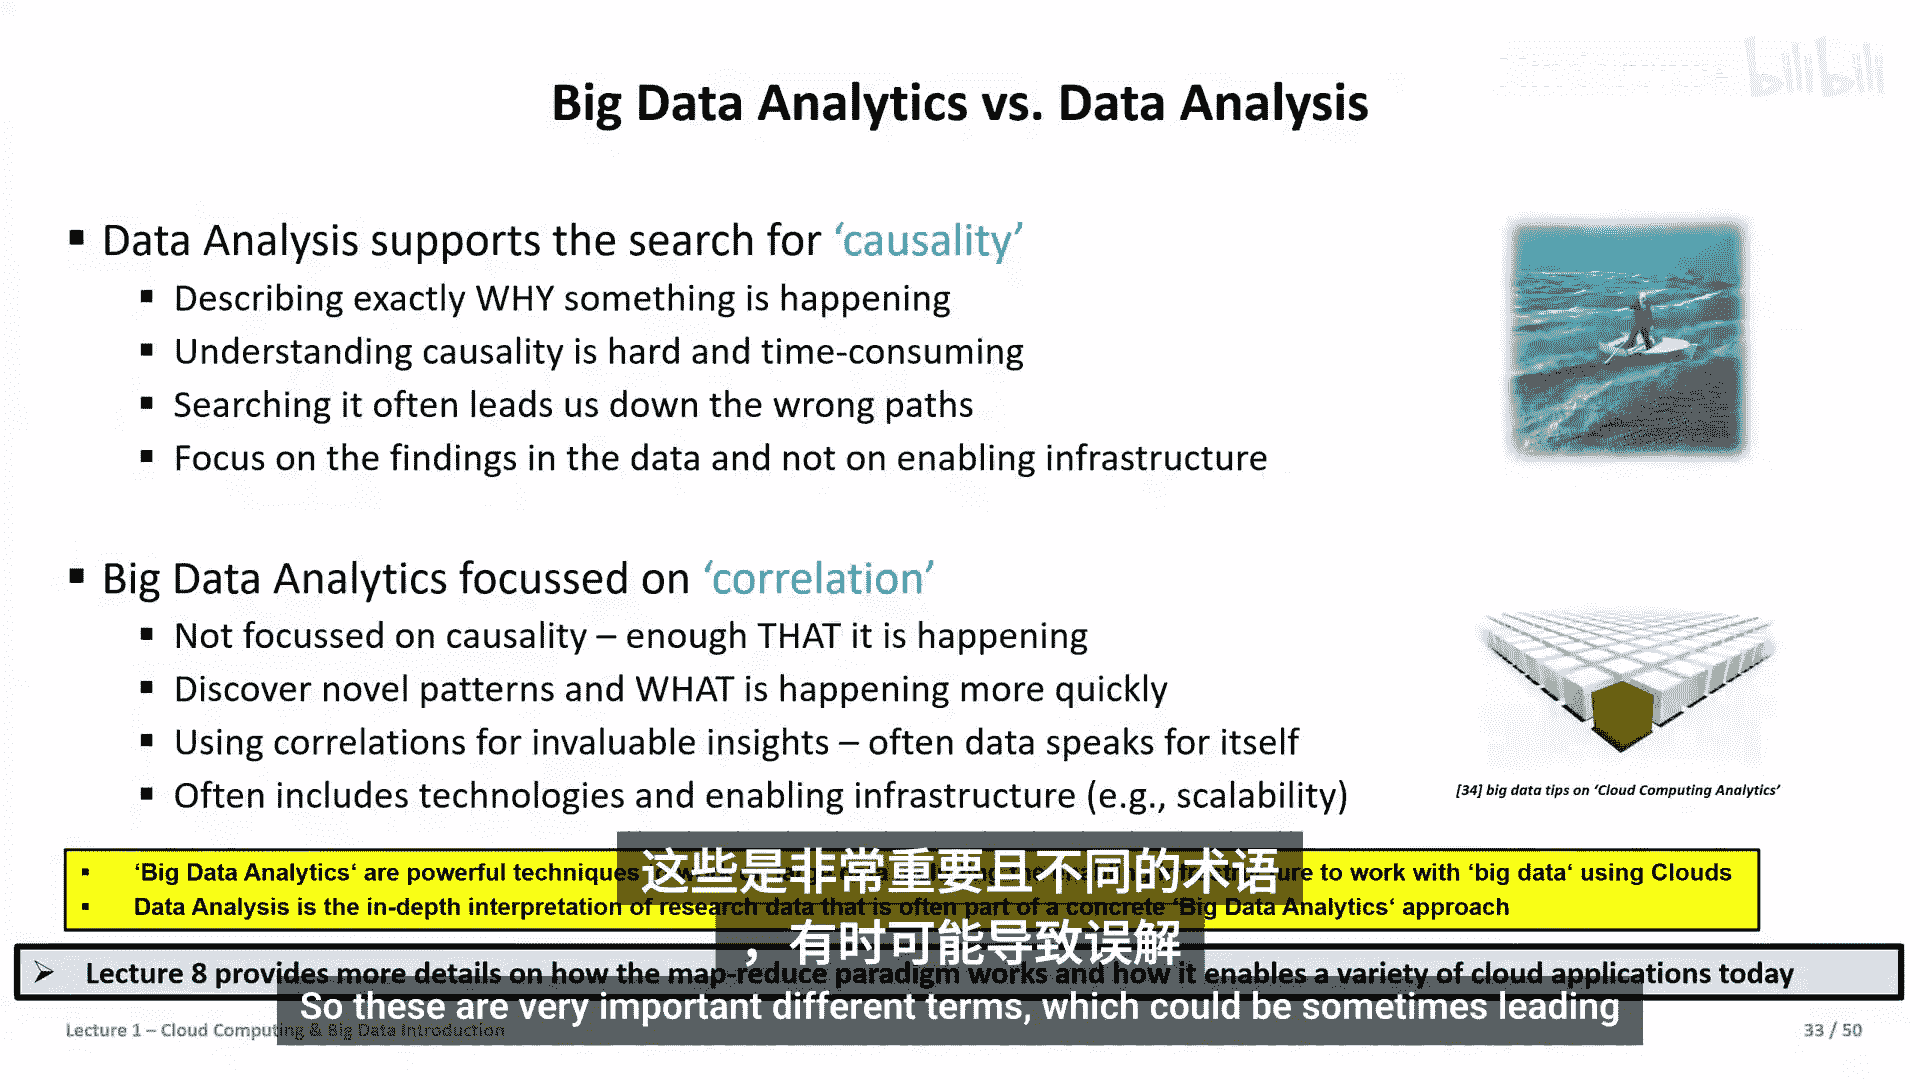 bilibili
Big Data Analytics vs. Data Analysis
▪ Data Analysis supports the search for ‘causality’
▪ Describing exactly WHY something is happening
▪ Understanding causality is hard and time-consuming
▪ Searching it often leads us down the wrong paths
▪ Focus on the findings in the data and not on enabling infrastructure
▪ Big Data Analytics focussed on ‘correlation’
▪ Not focussed on causality – enough THAT it is happening
▪ Discover novel patterns and WHAT is happening more quickly
▪ Using correlations for invaluable insights – often data speaks for itself
▪ Often includes technologies and enabling infrastructure (e.g., scalability)
[34] big data tips on ‘Cloud Computing Analytics’
▪ ‘Big Data Analytics‘ are powerful techniques to work with ‘big data‘ using Clouds
▪ Data Analysis is the in-depth interpretation of research data that is often part of a concrete ‘Big Data Analytics‘ approach
这些是非常重要且不同的术语
，有时可能导致误解
➢ Lecture 8 provides more details on how the map-reduce paradigm works and how it enables a variety of cloud applications today
So these are very important different terms, which could be sometimes leading
Lecture 1 – Cloud Computing & Big Data Introduction
33 / 50